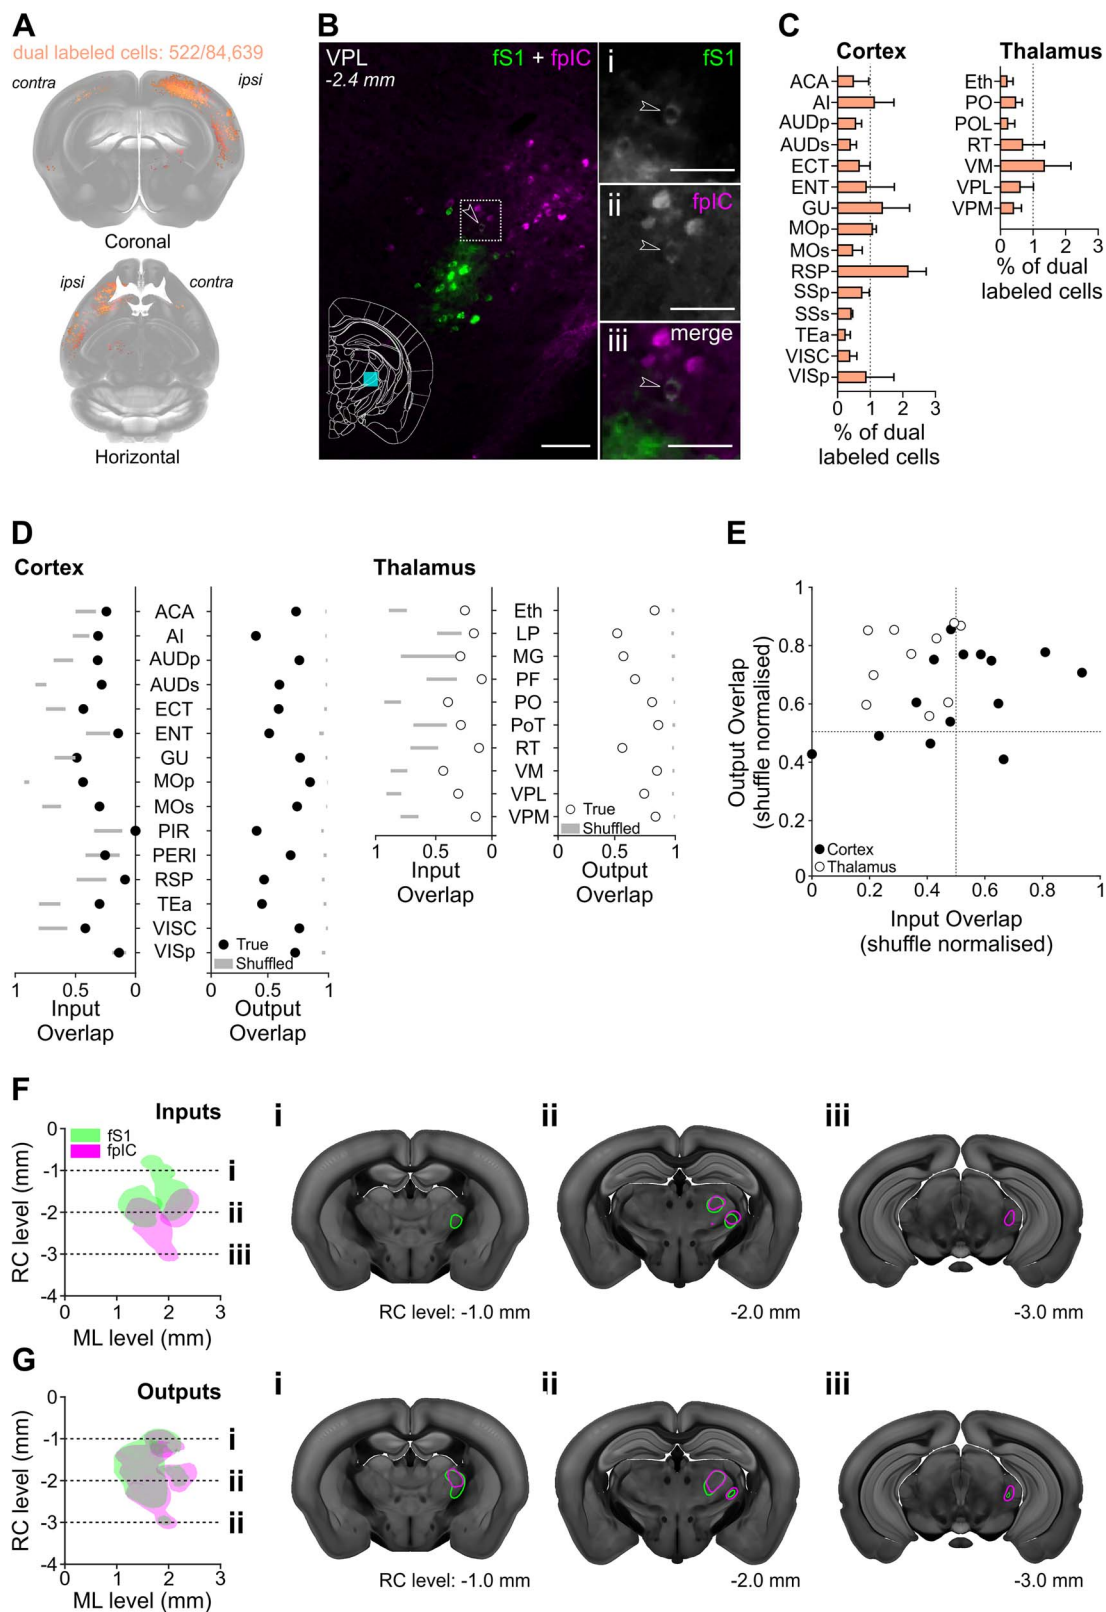 A
dual labeled cells: 522/84,639
contra
ipsi
Coronal
ipsi
contra
Horizontal
B
VPL
-2.4 mm
fS1 + fpIC
i
fS1
ii
fpIC
iii
merge
C
Cortex
ACA
AI
AUDp
AUDs
ECT
ENT
GU
MOp
MOs
RSP
SSp
SSs
TEa
VISC
VISp
0 1 2 3
% of dual
labeled cells
Thalamus
Eth
PO
POL
RT
VM
VPL
VPM
0 1 2 3
% of dual
labeled cells
D
Cortex
ACA
AI
AUDp
AUDs
ECT
ENT
GU
MOp
MOs
PIR
PERI
RSP
TEa
VISC
VISp
True
Shuffled
1 0.5 0
Input
Overlap
0 0.5 1
Output
Overlap
Thalamus
Eth
LP
MG
PF
PO
PoT
RT
VM
VPL
VPM
True
Shuffled
1 0.5 0
Input
Overlap
0 0.5 1
Output
Overlap
E
Output Overlap
(shuffle normalised)
1
0.8
0.6
0.4
0.2
0
Cortex
Thalamus
0 0.2 0.4 0.6 0.8 1
Input Overlap
(shuffle normalised)
F
Inputs
fS1
fpIC
RC level (mm)
0
-1
-2
-3
-4
i
ii
iii
0 1 2 3
ML level (mm)
i
RC level: -1.0 mm
ii
-2.0 mm
iii
-3.0 mm
G
Outputs
RC level (mm)
0
-1
-2
-3
-4
i
ii
ii
0 1 2 3
ML level (mm)
i
RC level: -1.0 mm
ii
-2.0 mm
iii
-3.0 mm